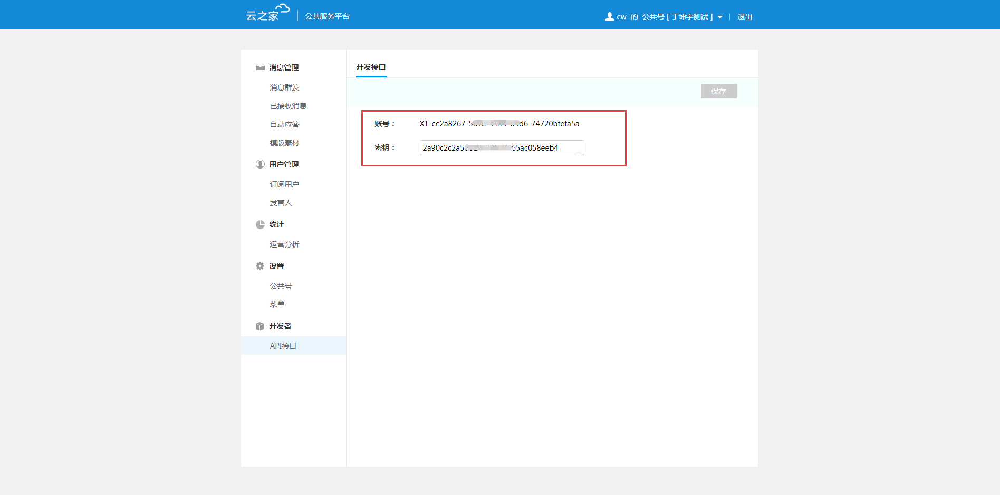 云之家 公共服务平台
cw 的 公共号 [ 丁坤宇测试 ] 退出
消息管理
消息群发
已接收消息
自动应答
模版素材
用户管理
订阅用户
发言人
统计
运营分析
设置
公共号
菜单
开发者
API接口
开发接口
保存
账号：
XT-ce2a8267- d6-74720bfefa5a
密钥：
2a90c2c2a5 65ac058eeb4